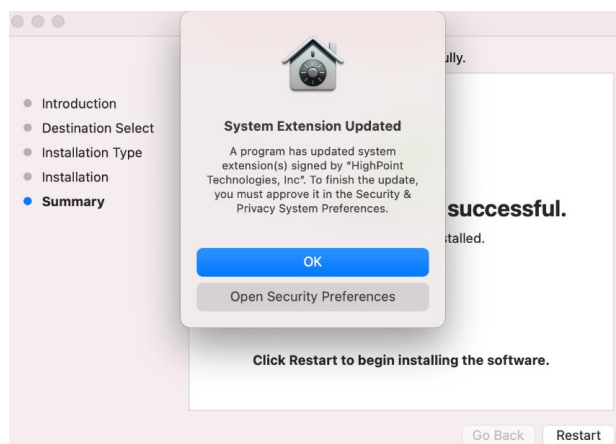 ully.
Introduction
Destination Select
Installation Type
Installation
Summary
System Extension Updated
A program has updated system
extension(s) signed by "HighPoint
Technologies, Inc". To finish the update,
you must approve it in the Security &
Privacy System Preferences.
OK
Open Security Preferences
successful.
stalled.
Click Restart to begin installing the software.
Go Back
Restart